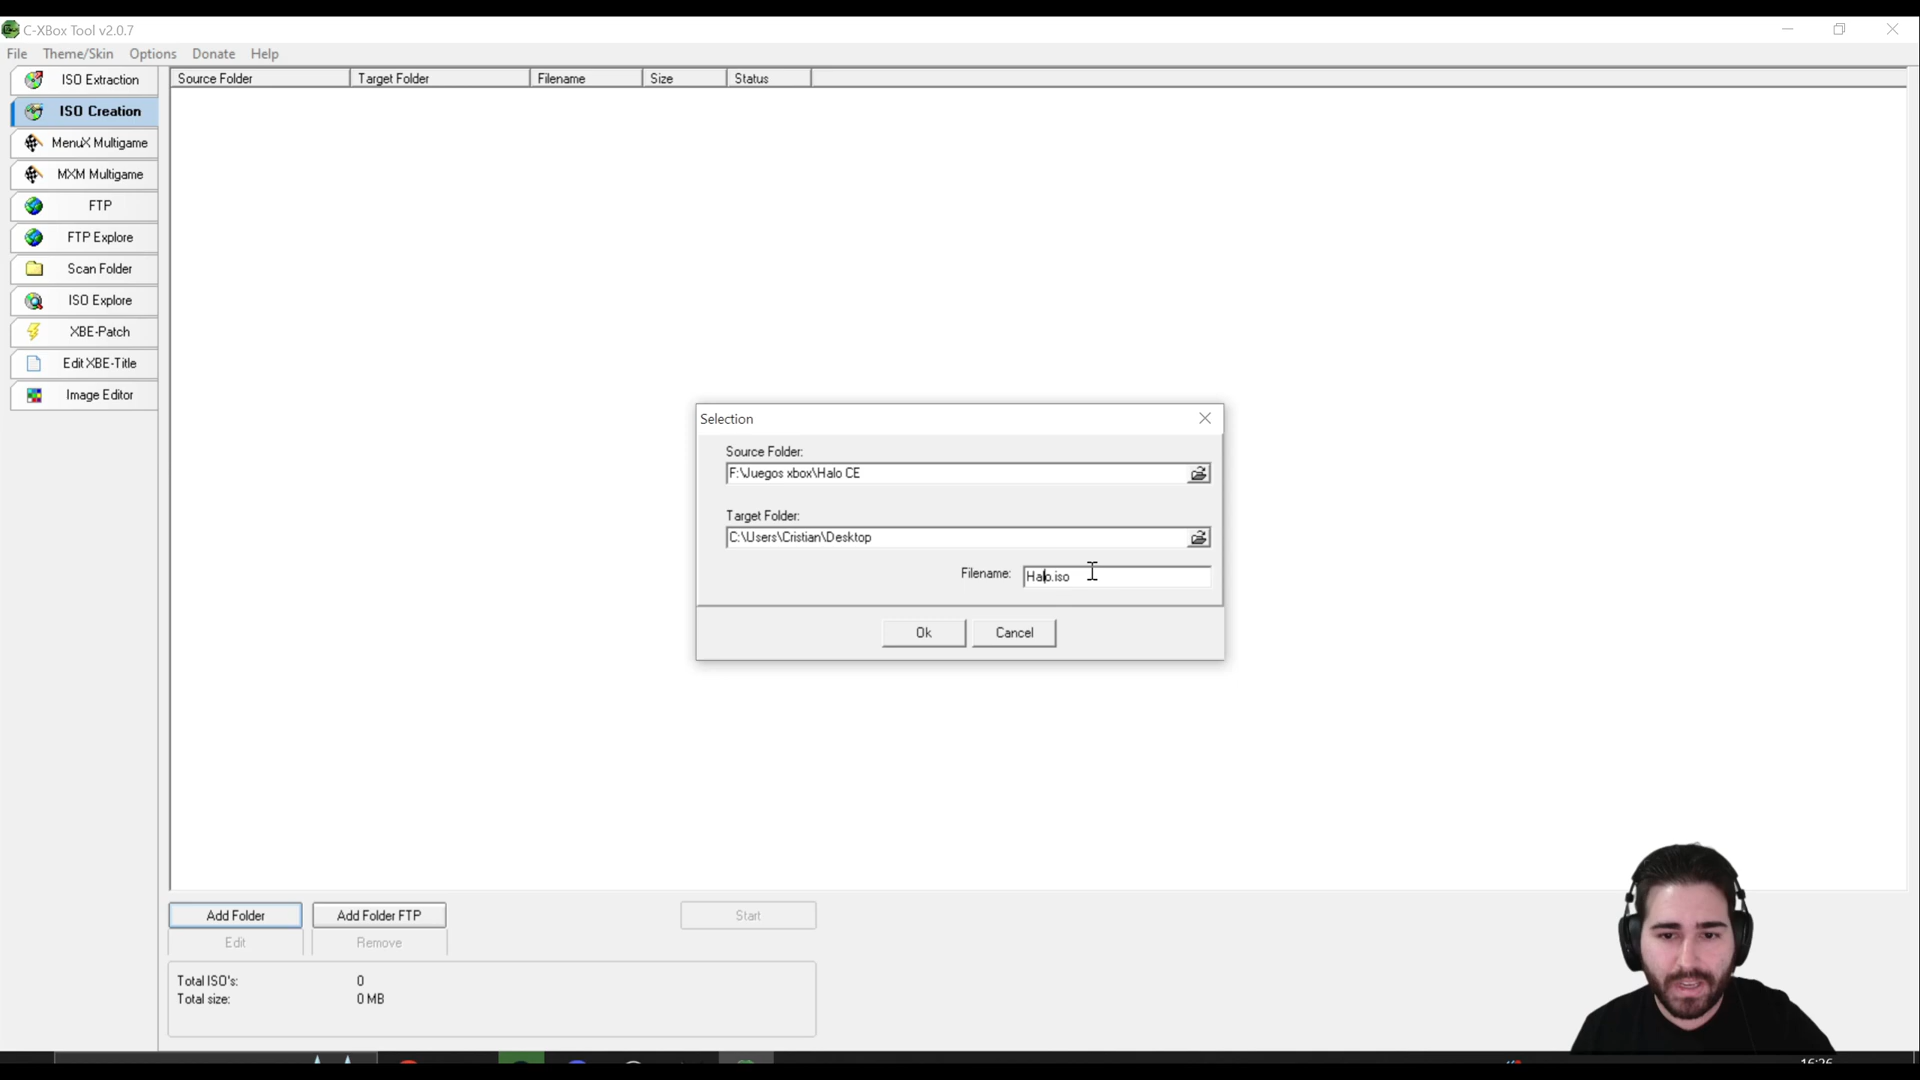 C-XBox Tool v2.0.7
File Theme/Skin Options Donate Help
ISO Extraction
ISO Creation
MenuX Multigame
MXM Multigame
FTP
FTP Explore
Scan Folder
ISO Explore
XBE-Patch
Edit XBE-Title
Image Editor
Source Folder Target Folder Filename Size Status
Selection
Source Folder:
F:\Juegos xbox\Halo CE
Target Folder:
C:\Users\Cristian\Desktop
Filename: Halo.iso
Ok Cancel
Add Folder Add Folder FTP Start
Edit Remove
Total ISO's: 0
Total size: 0 MB
16:26